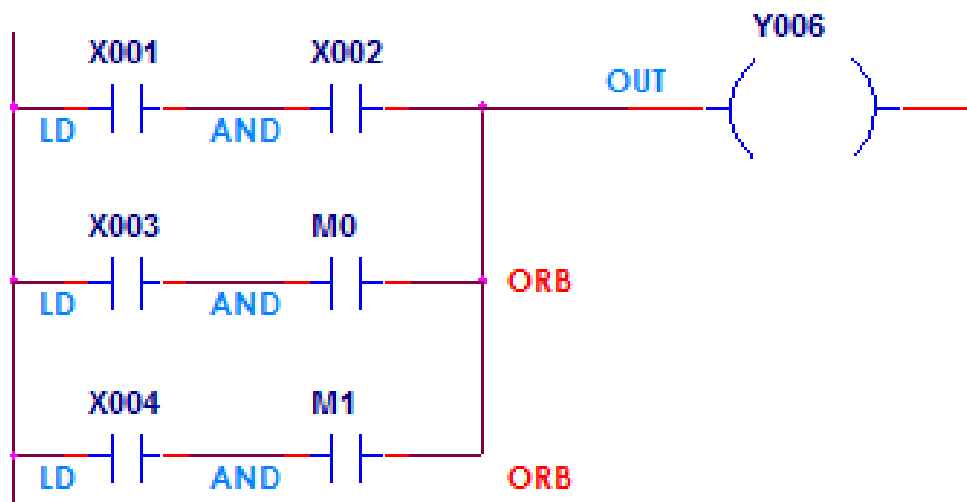 Y006
X001 X002
OUT
LD AND
X003 M0
ORB
LD AND
X004 M1
LD AND ORB